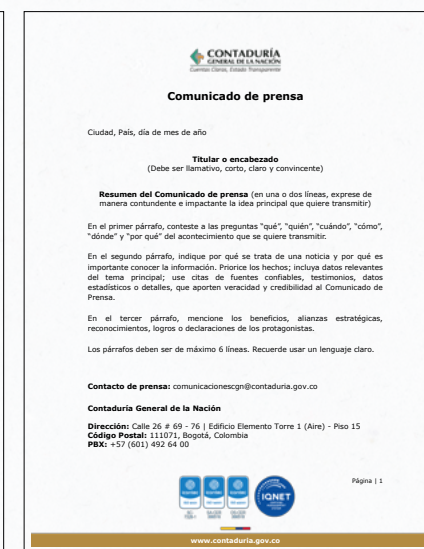 CONTADURÍA
GENERAL DE LA NACIÓN
Cuentas Claras, Estado Transparente
Comunicado de prensa
Ciudad, País, día de mes de año
Titular o encabezado
(Debe ser llamativo, corto, claro y convincente)
Resumen del Comunicado de prensa (en una o dos líneas, exprese de
manera contundente e impactante la idea principal que quiere transmitir)
En el primer párrafo, conteste a las preguntas "qué", "quién", "cuándo", "cómo",
"dónde" y "por qué" del acontecimiento que se quiere transmitir.
En el segundo párrafo, indique por qué se trata de una noticia y por qué es
importante conocer la información. Priorice los hechos; incluya datos relevantes
del tema principal; use citas de fuentes confiables, testimonios, datos
estadísticos o detalles, que aporten veracidad y credibilidad al Comunicado de
Prensa.
En el tercer párrafo, mencione los beneficios, alianzas estratégicas,
reconocimientos, logros o declaraciones de los protagonistas.
Los párrafos deben ser de máximo 6 líneas. Recuerde usar un lenguaje claro.
Contacto de prensa: comunicacionescgn@contaduria.gov.co
Contaduría General de la Nación
Dirección: Calle 26 # 69 - 76 | Edificio Elemento Torre 1 (Aire) - Piso 15
Código Postal: 111071, Bogotá, Colombia
PBX: +57 (601) 492 64 00
Página | 1
IQNET
www.contaduria.gov.co